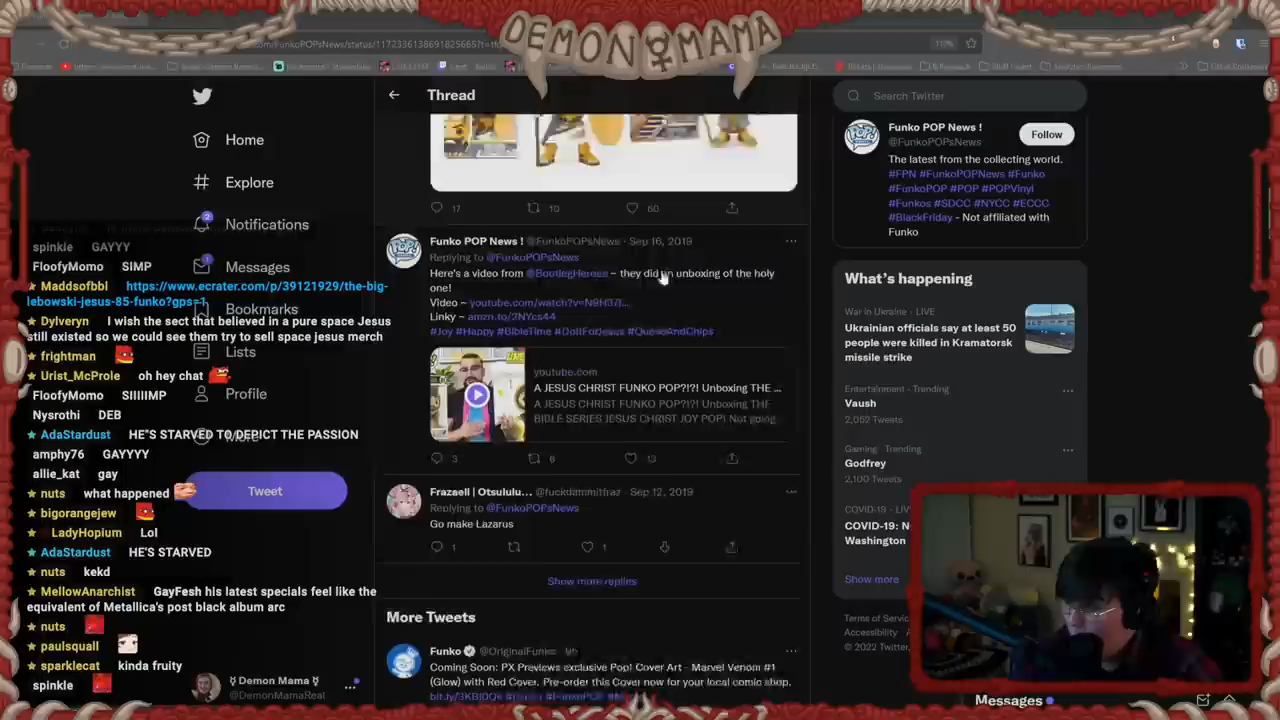 DEMON MAMA
Search Twitter
Thread
Home
Explore
Notifications
Messages
Bookmarks
Lists
Profile
Tweet
Demon Mama
@DemonMamaReal
spinkie GAYYY
FloofyMomo SIMP
Maddsofbbl https://www.ecrater.com/p/39121929/the-big-
lebowski-jesus-85-funko?gps=1
Dylveryn I wish the sect that believed in a pure space Jesus
still existed so we could see them try to sell space jesus merch
frightman
Urist_McProle oh hey chat
FloofyMomo SIIIIIMP
Nysrothi DEB
AdaStardust HE'S STARVED TO DEPICT THE PASSION
amphy76 GAYYYY
allie_kat gay
nuts what happened
bigorangejew
LadyHopium Lol
AdaStardust HE'S STARVED
nuts kekd
MellowAnarchist GayFesh his latest specials feel like the
equivalent of Metallica's post black album arc
nuts
paulsquall
sparklecat kinda fruity
spinkle
17 10 60
Funko POP News ! @FunkoPOPsNews · Sep 16, 2019
Replying to @FunkoPOPsNews
Here's a video from @BootlegHeroes ~ they did an unboxing of the holy
one!
Video ~ youtube.com/watch?v=N9H37l...
Linky ~ amzn.to/2NYcs44
#Joy #Happy #BibleTime #DollForJesus #QuesoAndChips
youtube.com
A JESUS CHRIST FUNKO POP?!?! Unboxing THE ...
A JESUS CHRIST FUNKO POP?!?! Unboxing THE
BIBLE SERIES JESUS CHRIST JOY POP! Not going
3 6 13
Frazaell | Otsululu... @fuckdammitfraz · Sep 12, 2019
Replying to @FunkoPOPsNews
Go make Lazarus
1 1
Show more replies
More Tweets
Funko @OriginalFunko
Coming Soon: PX Previews exclusive Pop! Cover Art - Marvel Venom #1
(Glow) with Red Cover. Pre-order this Cover now for your local comic shop.
Funko POP News !
@FunkoPOPsNews
Follow
The latest from the collecting world.
#FPN #FunkoPOPNews #Funko
#FunkoPOP #POP #POPVinyl
#Funkos #SDCC #NYCC #ECCC
#BlackFriday - Not affiliated with
Funko
What's happening
War in Ukraine · LIVE
Ukrainian officials say at least 50
people were killed in Kramatorsk
missile strike
Entertainment · Trending
Vaush
2,052 Tweets
Gaming · Trending
Godfrey
2,100 Tweets
COVID-19 · LIV
COVID-19: N
Washington
Show more
Terms of Servic
Accessibility
© 2022 Twitter,
Messages